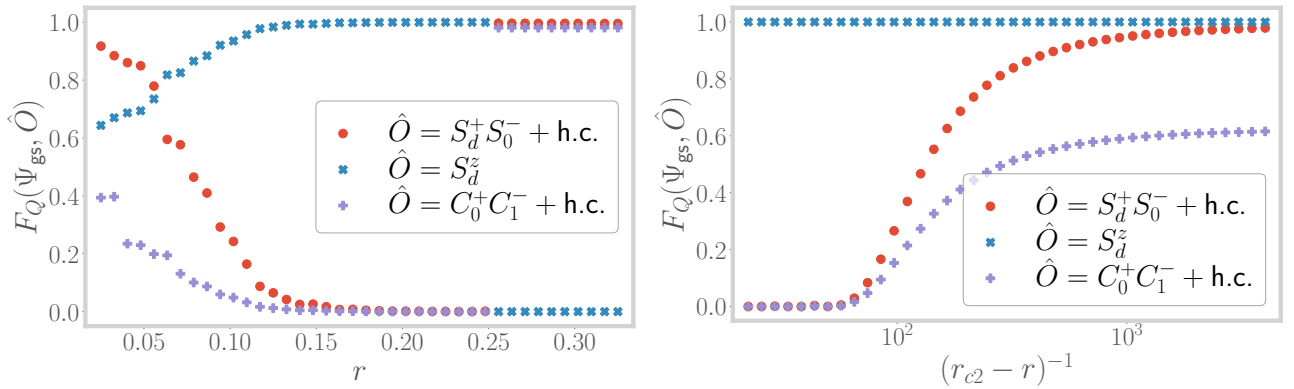 F_Q(Ψ_gs, Ô)
1.0
0.8
0.6
0.4
0.2
0.0
Ô = S_d^+ S_0^- + h.c.
Ô = S_d^z
Ô = C_0^+ C_1^- + h.c.
0.05 0.10 0.15 0.20 0.25 0.30
r
F_Q(Ψ_gs, Ô)
1.0
0.8
0.6
0.4
0.2
0.0
Ô = S_d^+ S_0^- + h.c.
Ô = S_d^z
Ô = C_0^+ C_1^- + h.c.
10^2 10^3
(r_{c2} − r)^{-1}